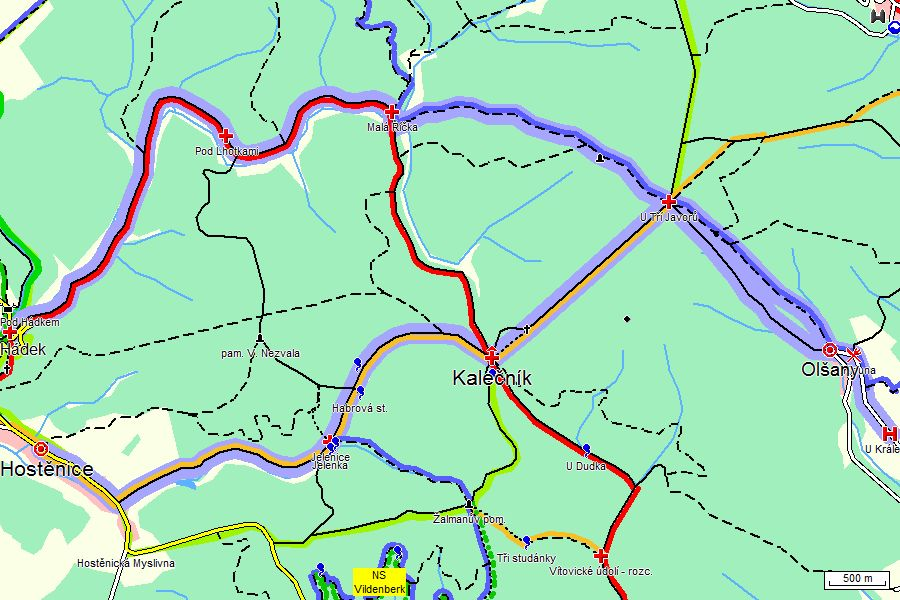 Malá Říčka
Pod Lhotkami
U Tří Javorů
Pod Hádkem
Hádek
pam. V. Nezvala
Olšany
Kalečník
Habrová st.
U Krále
Hostěnice
Jelenice
Jelenka
U Dudka
Žalmanův pom.
Tři studánky
Hostěnická Myslivna
Vítovické údolí - rozc.
NS
Vildenberk
500 m